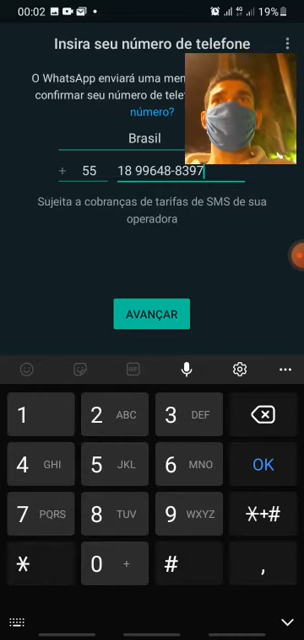 00:02 19%
Insira seu número de telefone
O WhatsApp enviará uma
confirmar seu número de
número?
Brasil
+ 55 18 99648-8397
Sujeita a cobranças de tarifas de SMS de sua
operadora
AVANÇAR
GIF
1 2 ABC 3 DEF
4 GHI 5 JKL 6 MNO OK
7 PQRS 8 TUV 9 WXYZ *+#
* 0 + # ,